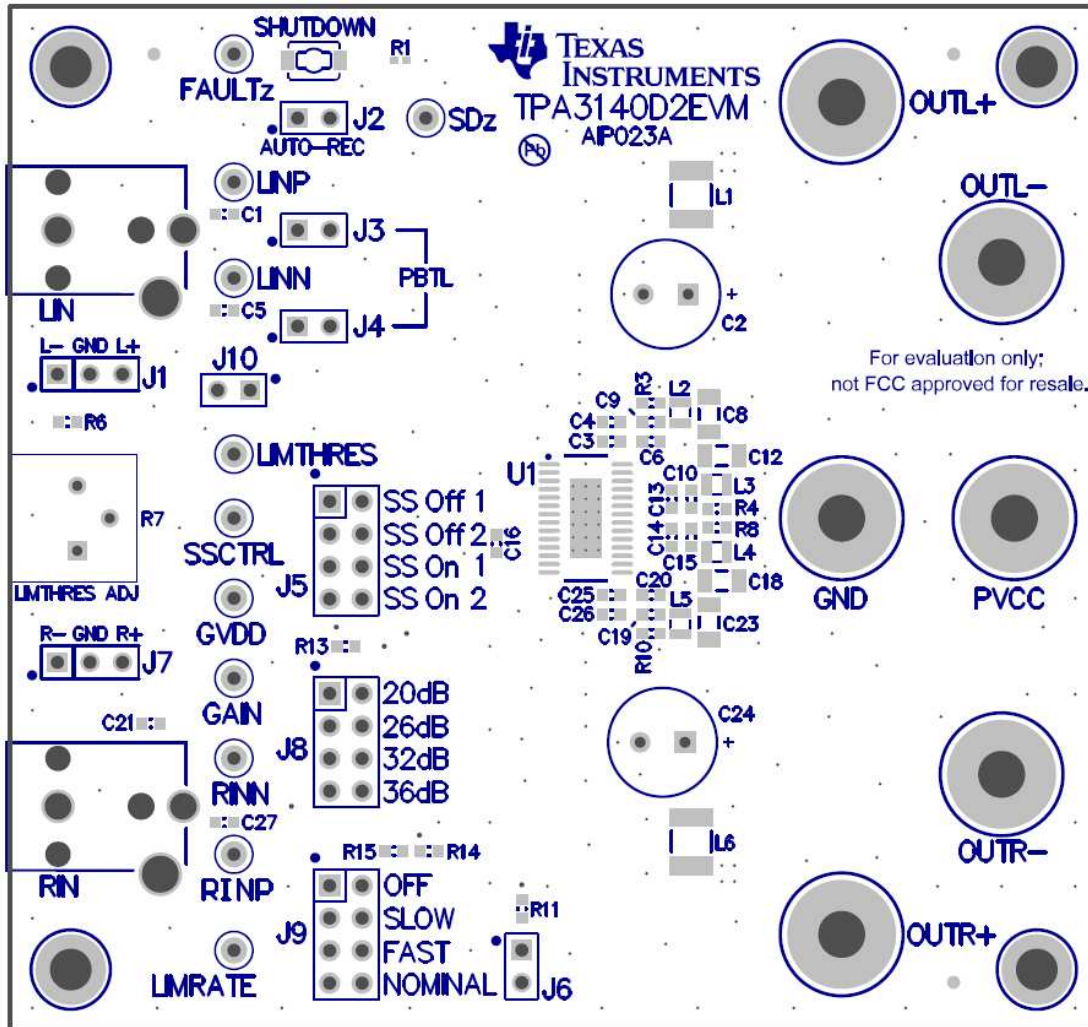 SHUTDOWN
R1
TEXAS
INSTRUMENTS
FAULTz
J2
SDz
TPA3140D2EVM
OUTL+
AUTO-REC
AIP023A
Pb
LINP
OUTL-
L1
C1
J3
LINN
PBTL
LIN
C5
J4
+
C2
J10
L- GND L+
J1
For evaluation only;
not FCC approved for resale.
R6
R3
L2
C9
C4
C8
C3
C6
LIMTHRES
U1
C12
C10
L3
SS Off 1
C13
R4
R7
SSCTRL
SS Off 2
C16
C14
R8
C15
L4
J5
SS On 1
LIMTHRES ADJ
SS On 2
C25
C20
C18
GND
PVCC
C26
L5
GVDD
C19
C23
R- GND R+
J7
R13
R10
GAIN
20dB
C21
26dB
C24
+
J8
32dB
RINN
36dB
C27
L6
R15
R14
OUTR-
RIN
RINP
OFF
R11
J9
SLOW
OUTR+
FAST
LIMRATE
NOMINAL
J6